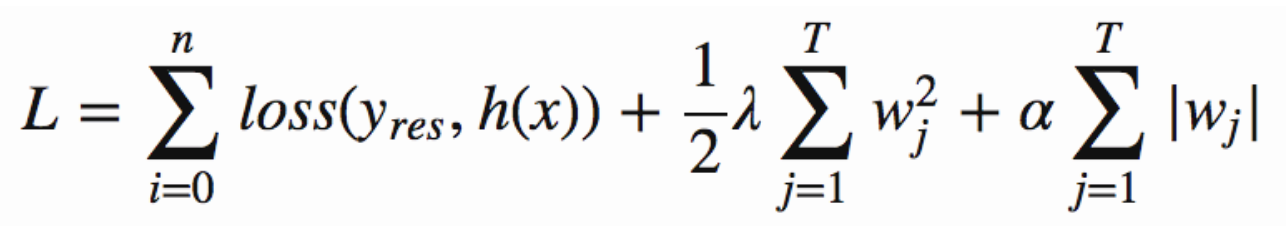 L = \sum_{i=0}^{n} loss(y_{res}, h(x)) + \frac{1}{2} \lambda \sum_{j=1}^{T} w_j^2 + \alpha \sum_{j=1}^{T} |w_j|